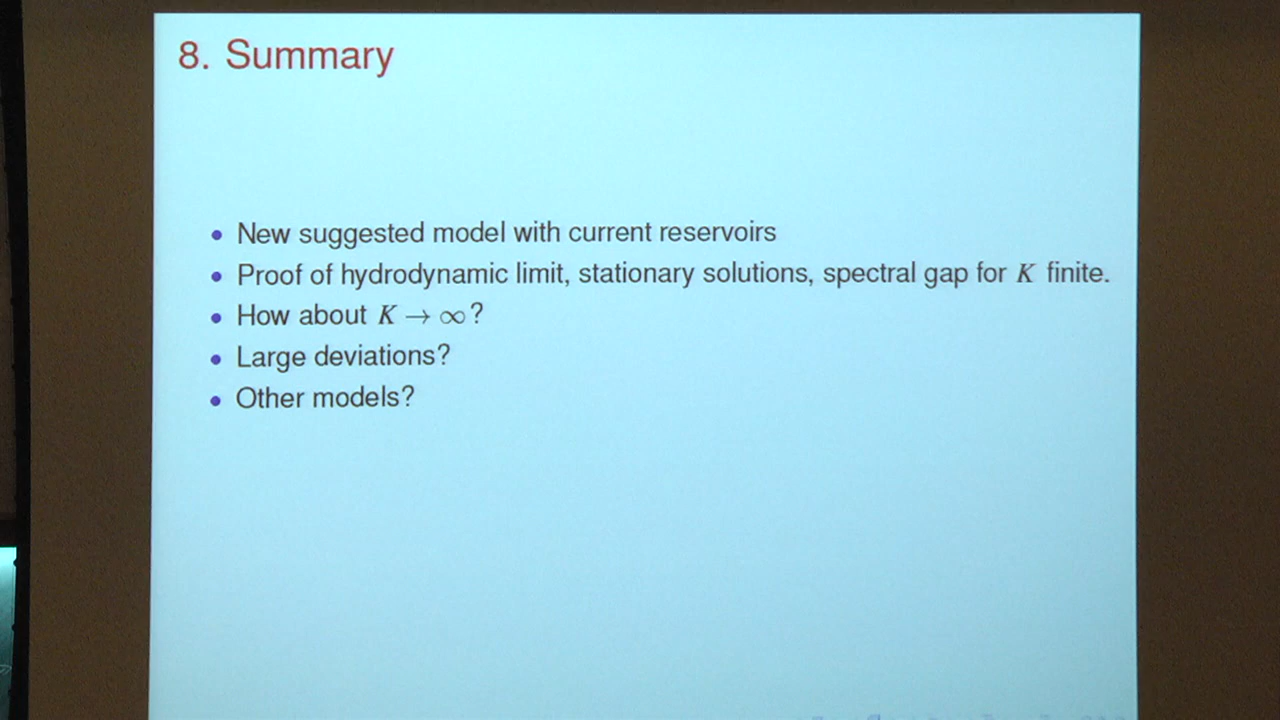 8. Summary
• New suggested model with current reservoirs
• Proof of hydrodynamic limit, stationary solutions, spectral gap for K finite.
• How about K → ∞?
• Large deviations?
• Other models?